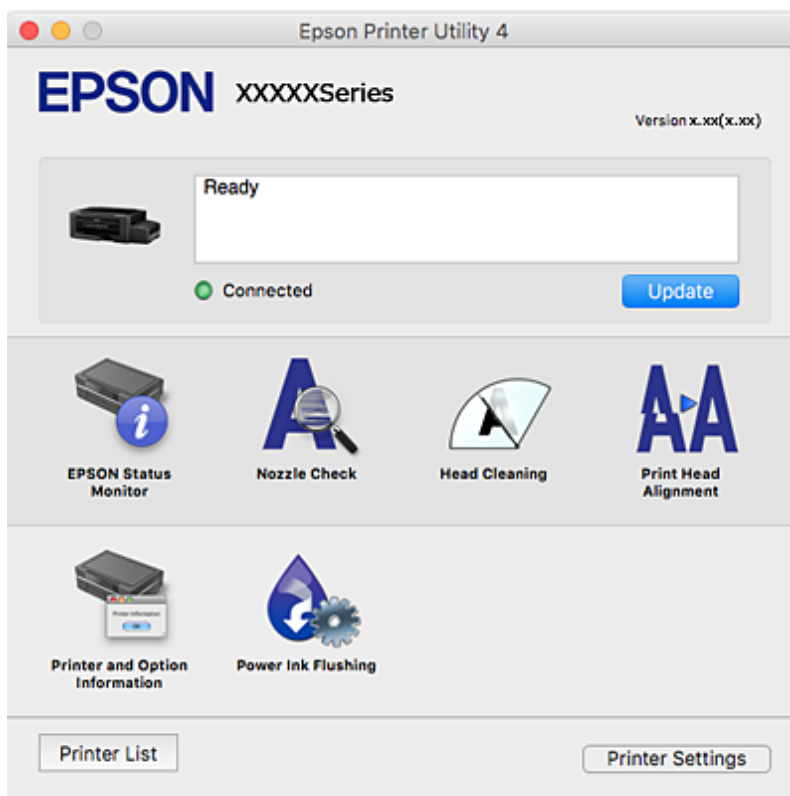 Epson Printer Utility 4
EPSON XXXXXSeries
Version x.xx(x.xx)
Ready
Connected
Update
EPSON Status
Monitor
Nozzle Check
Head Cleaning
Print Head
Alignment
Printer and Option
Information
Power Ink Flushing
Printer List
Printer Settings